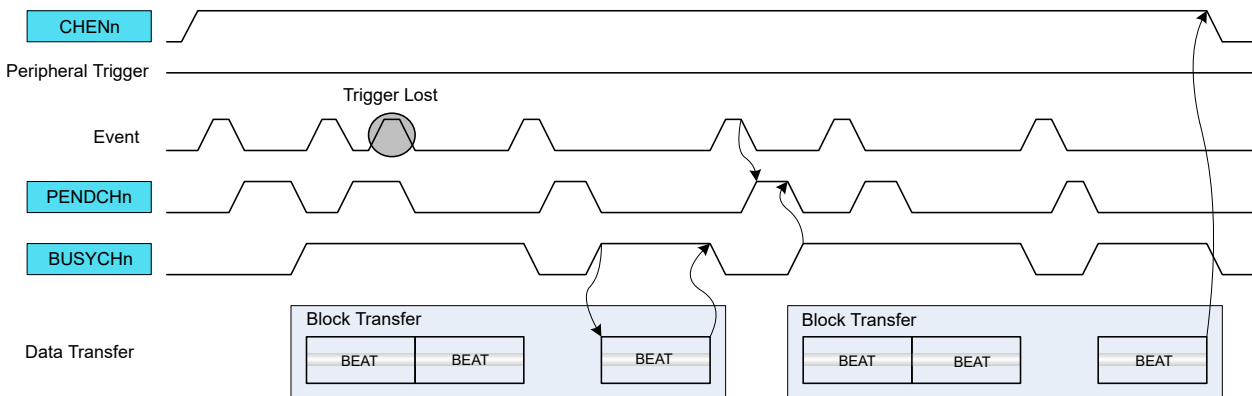 CHENn
Peripheral Trigger
Trigger Lost
Event
PENDCHn
BUSYCHn
Block Transfer
Block Transfer
Data Transfer
BEAT
BEAT
BEAT
BEAT
BEAT
BEAT